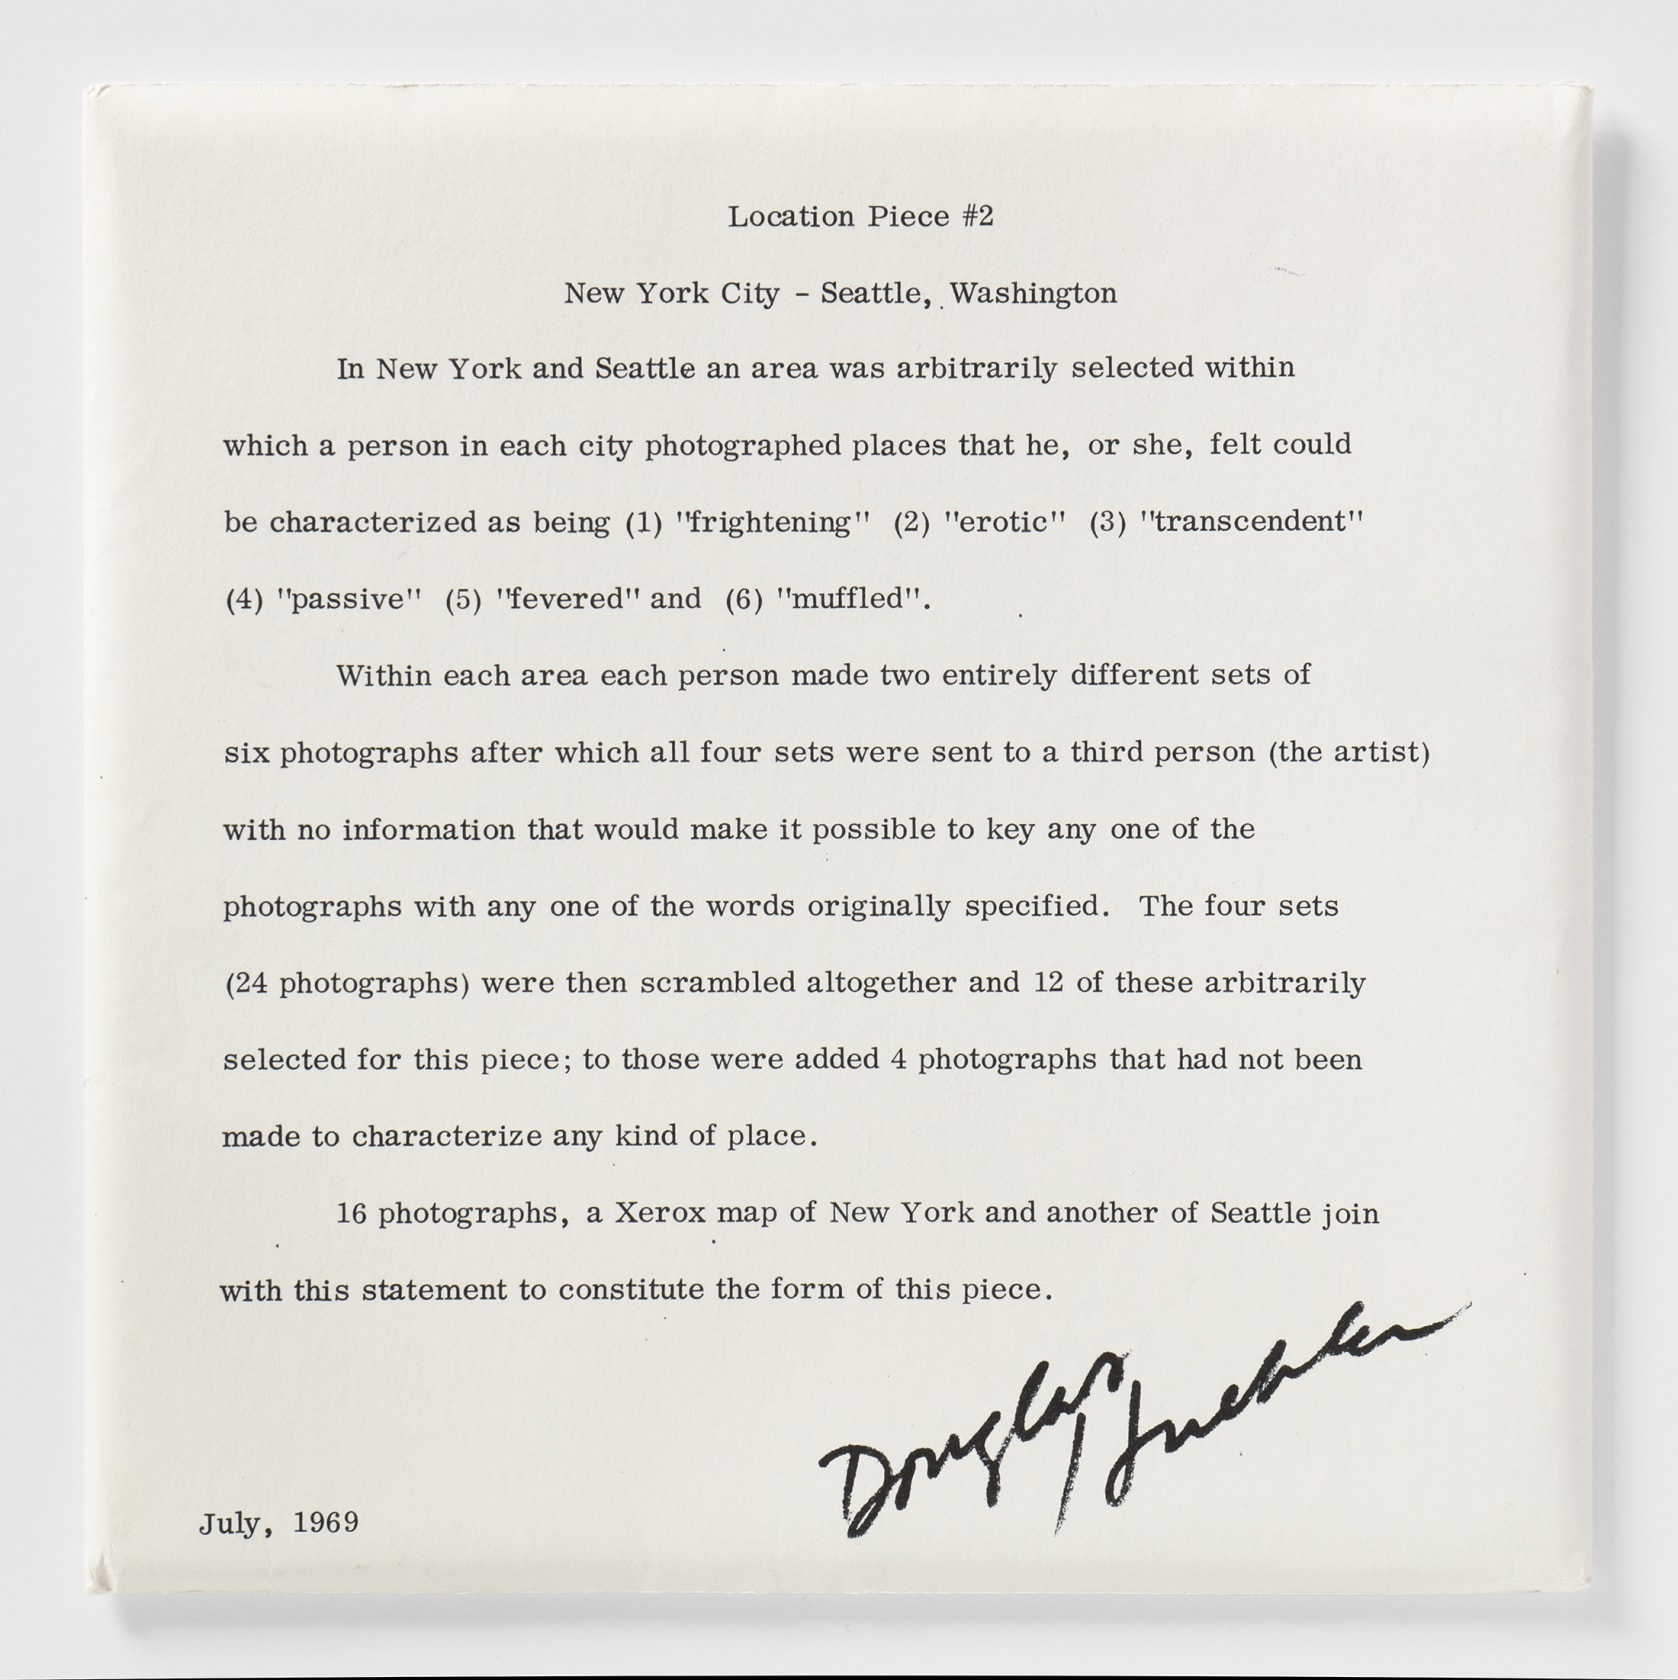 Location Piece #2
New York City - Seattle, Washington
In New York and Seattle an area was arbitrarily selected within
which a person in each city photographed places that he, or she, felt could
be characterized as being (1) "frightening" (2) "erotic" (3) "transcendent"
(4) "passive" (5) "fevered" and (6) "muffled".
Within each area each person made two entirely different sets of
six photographs after which all four sets were sent to a third person (the artist)
with no information that would make it possible to key any one of the
photographs with any one of the words originally specified. The four sets
(24 photographs) were then scrambled altogether and 12 of these arbitrarily
selected for this piece; to those were added 4 photographs that had not been
made to characterize any kind of place.
16 photographs, a Xerox map of New York and another of Seattle join
with this statement to constitute the form of this piece.
Douglas Huebler
July, 1969